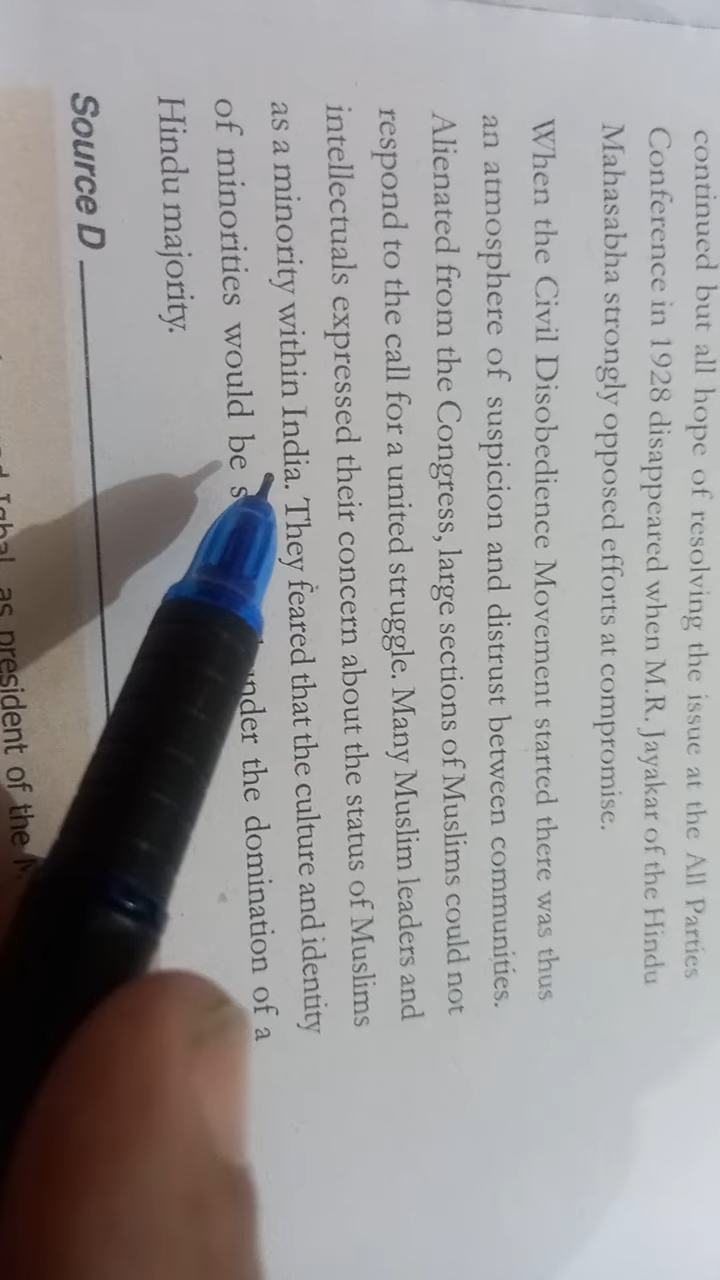 continued but all hope of resolving the issue at the All Parties
Conference in 1928 disappeared when M.R. Jayakar of the Hindu
Mahasabha strongly opposed efforts at compromise.
When the Civil Disobedience Movement started there was thus
an atmosphere of suspicion and distrust between communities.
Alienated from the Congress, large sections of Muslims could not
respond to the call for a united struggle. Many Muslim leaders and
intellectuals expressed their concern about the status of Muslims
as a minority within India. They feared that the culture and identity
of minorities would be the domination of a
Hindu majority.
Source D
Iqbal, as president of the